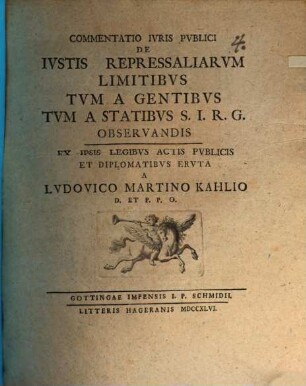 COMMENTATIO IVRIS PVBLICI
4.
DE
IVSTIS REPRESSALIARVM
LIMITIBVS
TVM A GENTIBVS
TVM A STATIBVS S. I. R. G.
OBSERVANDIS
EX IPSIS LEGIBVS ACTIS PVBLICIS
ET DIPLOMATIBVS ERVTA
A
LVDOVICO MARTINO KAHLIO
D. ET P. P. O.
GOTTINGAE IMPENSIS I. P. SCHMIDII.
LITTERIS HAGERANIS MDCCXLVI.